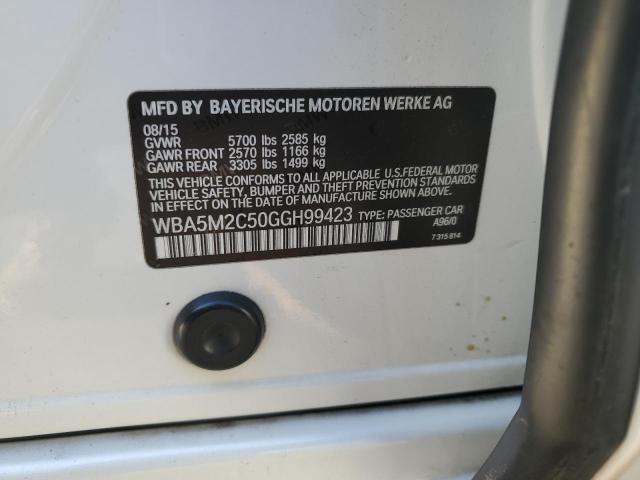 MFD BY BAYERISCHE MOTOREN WERKE AG
08/15
GVWR 5700 lbs 2585 kg
GAWR FRONT 2570 lbs 1166 kg
GAWR REAR 3305 lbs 1499 kg
THIS VEHICLE CONFORMS TO ALL APPLICABLE U.S.FEDERAL MOTOR
VEHICLE SAFETY, BUMPER AND THEFT PREVENTION STANDARDS
IN EFFECT ON THE DATE OF MANUFACTURE SHOWN ABOVE.
WBA5M2C50GGH99423 TYPE: PASSENGER CAR
A96/0
7 315 814